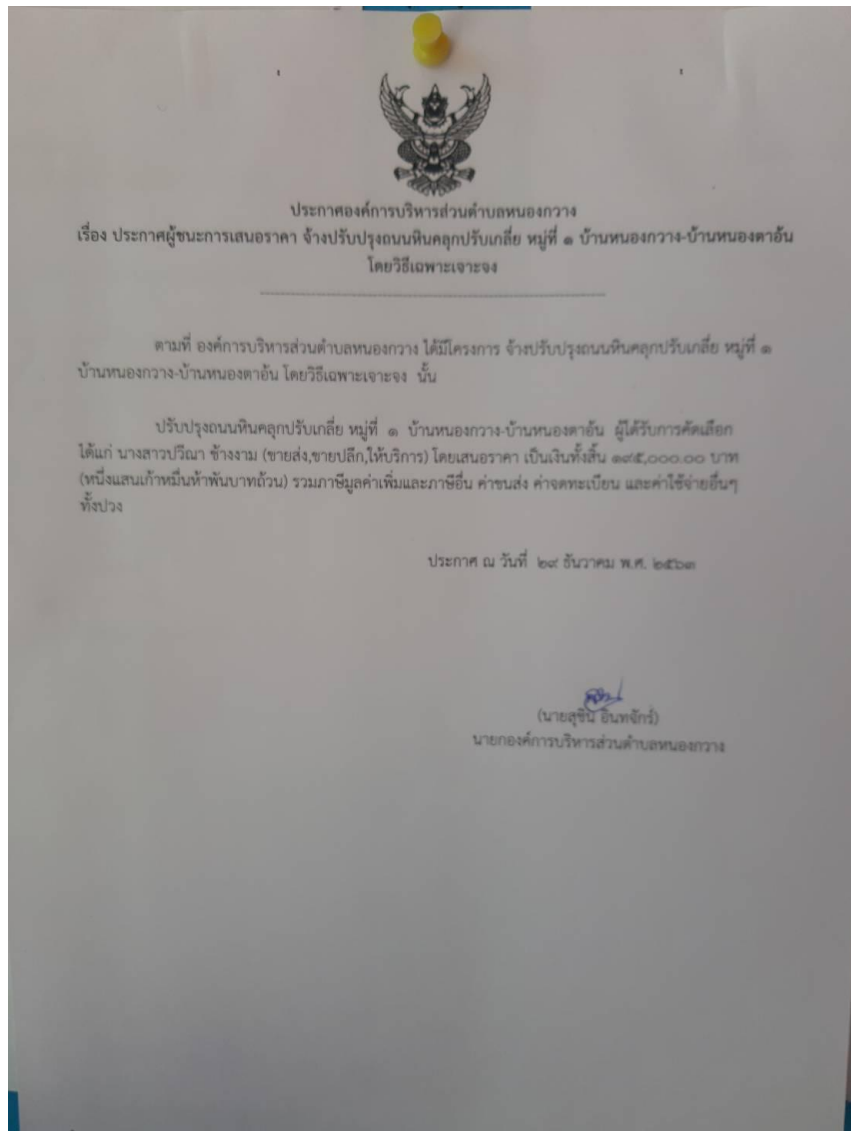 ประกาศองค์การบริหารส่วนตำบลหนองกวาง
เรื่อง ประกาศผู้ชนะการเสนอราคา จ้างปรับปรุงถนนหินคลุกปรับเกลี่ย หมู่ที่ ๑ บ้านหนองกวาง-บ้านหนองตาอ้น
โดยวิธีเฉพาะเจาะจง
ตามที่ องค์การบริหารส่วนตำบลหนองกวาง ได้มีโครงการ จ้างปรับปรุงถนนหินคลุกปรับเกลี่ย หมู่ที่ ๑
บ้านหนองกวาง-บ้านหนองตาอ้น โดยวิธีเฉพาะเจาะจง นั้น
ปรับปรุงถนนหินคลุกปรับเกลี่ย หมู่ที่ ๑ บ้านหนองกวาง-บ้านหนองตาอ้น ผู้ได้รับการคัดเลือก
ได้แก่ นางสาวปวีณา ช้างงาม (ขายส่ง,ขายปลีก,ให้บริการ) โดยเสนอราคา เป็นเงินทั้งสิ้น ๑๙๕,๐๐๐.๐๐ บาท
(หนึ่งแสนเก้าหมื่นห้าพันบาทถ้วน) รวมภาษีมูลค่าเพิ่มและภาษีอื่น ค่าขนส่ง ค่าจดทะเบียน และค่าใช้จ่ายอื่นๆ
ทั้งปวง
ประกาศ ณ วันที่ ๒๙ ธันวาคม พ.ศ. ๒๕๖๓
(นายสุชิน อินทจักร์)
นายกองค์การบริหารส่วนตำบลหนองกวาง